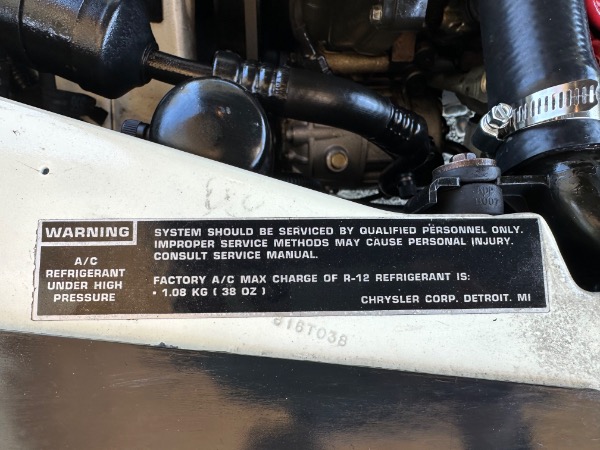 WARNING
A/C
REFRIGERANT
UNDER HIGH
PRESSURE
SYSTEM SHOULD BE SERVICED BY QUALIFIED PERSONNEL ONLY.
IMPROPER SERVICE METHODS MAY CAUSE PERSONAL INJURY.
CONSULT SERVICE MANUAL.
FACTORY A/C MAX CHARGE OF R-12 REFRIGERANT IS:
• 1.08 KG ( 38 OZ )
CHRYSLER CORP. DETROIT. MI